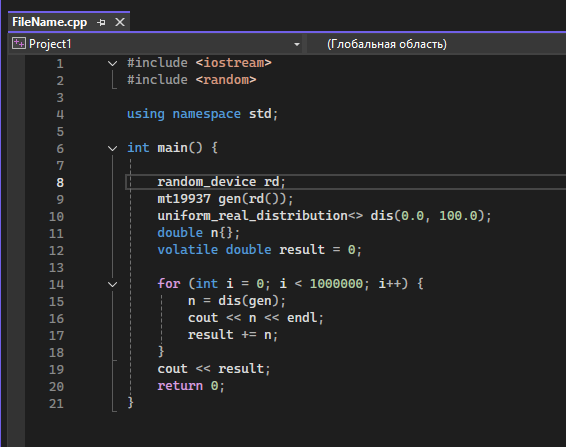 FileName.cpp
Project1 (Глобальная область)
1 #include <iostream>
2 #include <random>
3
4 using namespace std;
5
6 int main() {
7
8 random_device rd;
9 mt19937 gen(rd());
10 uniform_real_distribution<> dis(0.0, 100.0);
11 double n{};
12 volatile double result = 0;
13
14 for (int i = 0; i < 1000000; i++) {
15 n = dis(gen);
16 cout << n << endl;
17 result += n;
18 }
19 cout << result;
20 return 0;
21 }